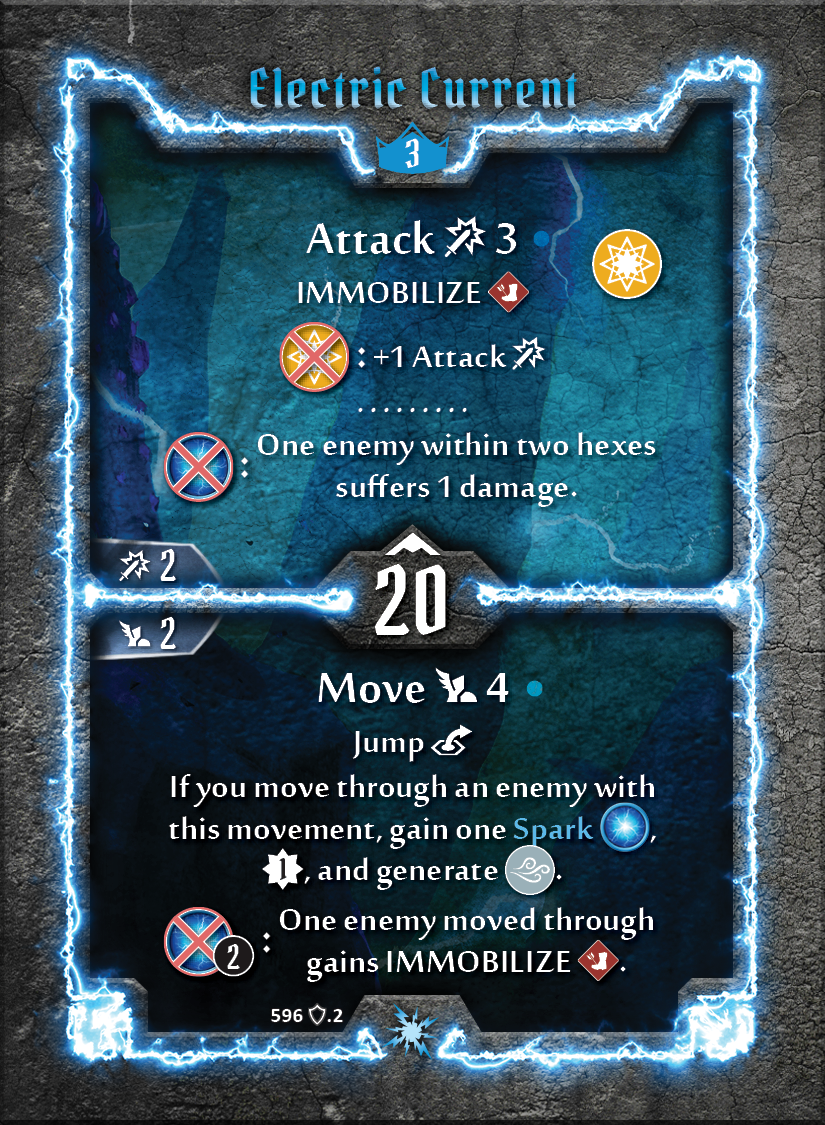 Electric Current
3
Attack 3
IMMOBILIZE
: +1 Attack
.........
: One enemy within two hexes
suffers 1 damage.
2
20
2
Move 4
Jump
If you move through an enemy with
this movement, gain one Spark ,
1, and generate .
2 : One enemy moved through
gains IMMOBILIZE .
596 .2